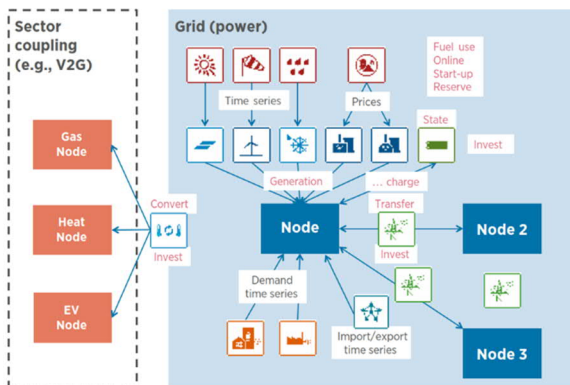 Sector
coupling
(e.g., V2G)
Grid (power)
Fuel use
Online
Start-up
Reserve
Time series
Prices
State
Invest
Gas
Node
Generation
... charge
Convert
Transfer
Heat
Node
Node
Node 2
Invest
Invest
Demand
time series
EV
Node
Import/export
time series
Node 3